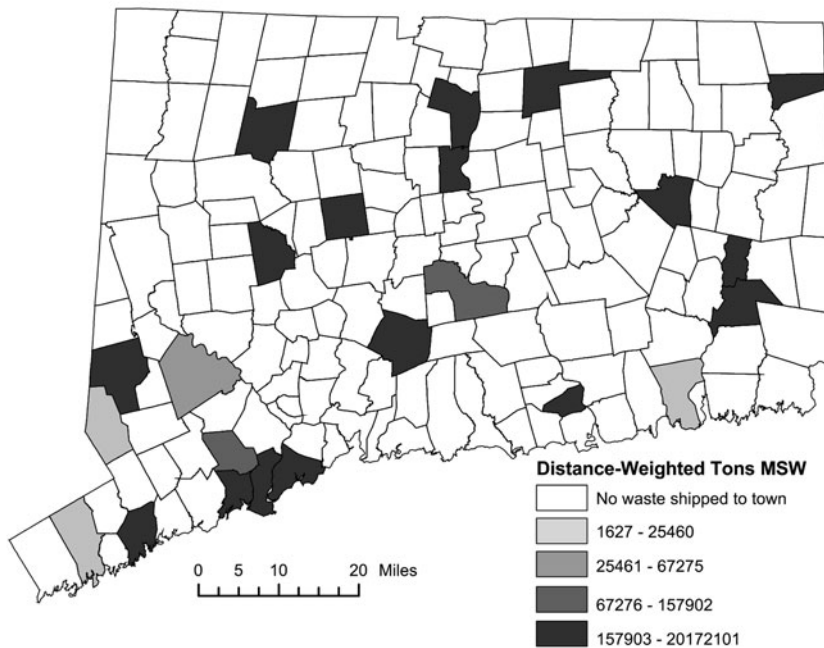 Distance-Weighted Tons MSW
No waste shipped to town
1627 - 25460
25461 - 67275
67276 - 157902
157903 - 20172101
0 5 10 20 Miles